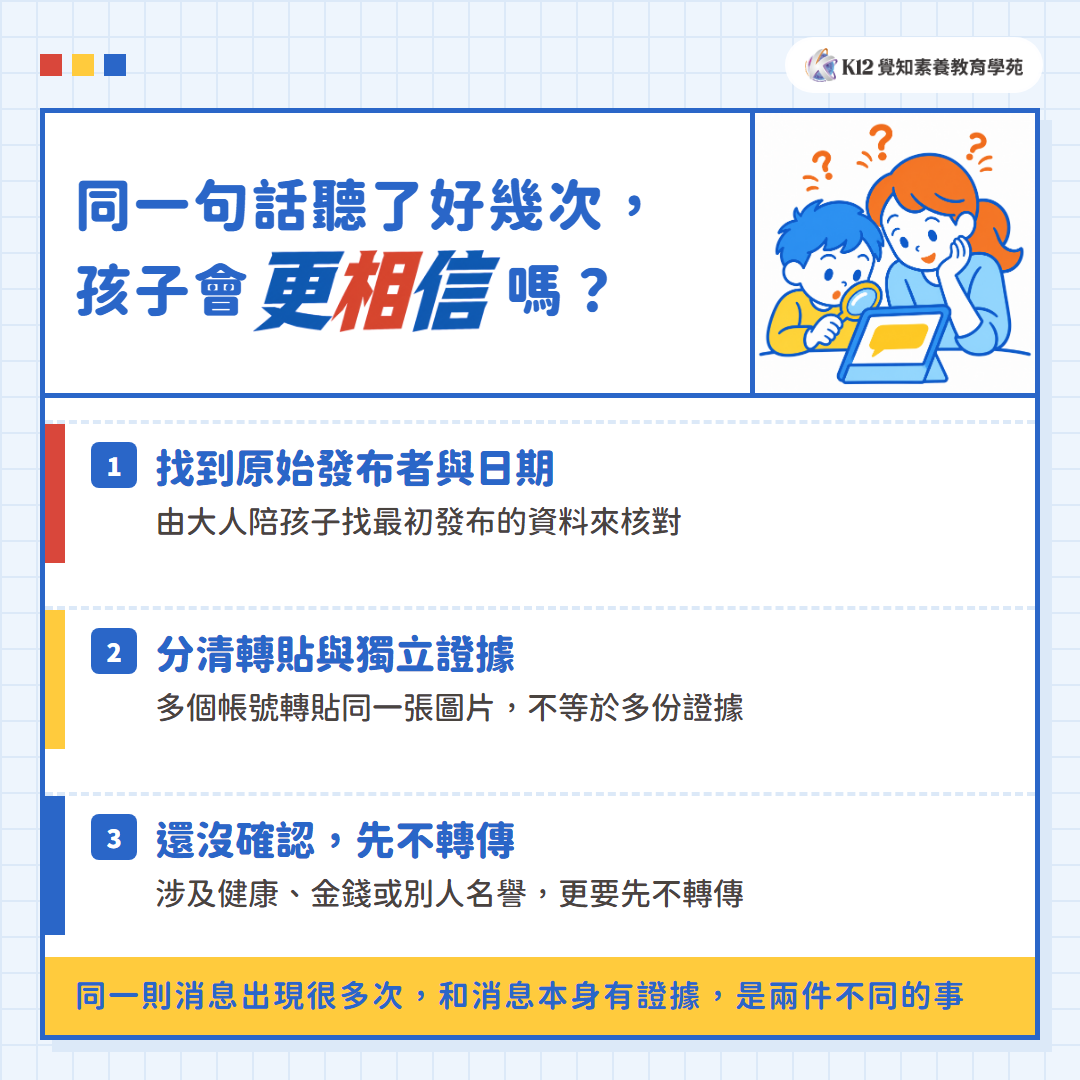 K12 覺知素養教育學苑
同一句話聽了好幾次，
孩子會更相信嗎？
? ? ?
1 找到原始發布者與日期
由大人陪孩子找最初發布的資料來核對
2 分清轉貼與獨立證據
多個帳號轉貼同一張圖片，不等於多份證據
3 還沒確認，先不轉傳
涉及健康、金錢或別人名譽，更要先不轉傳
同一則消息出現很多次，和消息本身有證據，是兩件不同的事